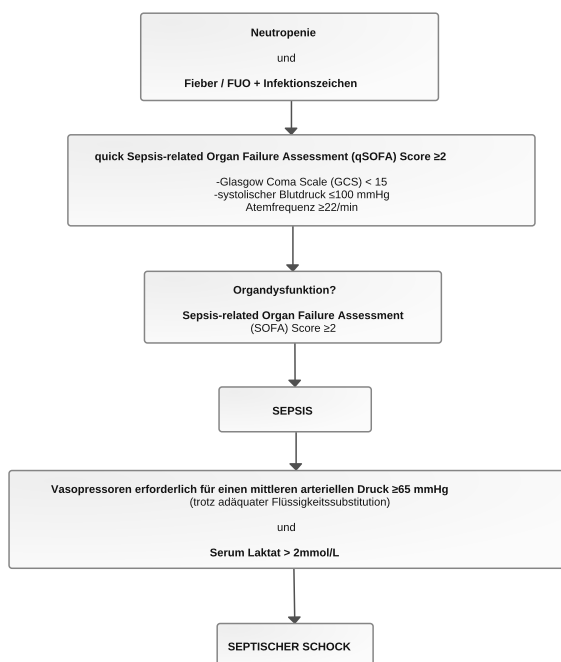 Neutropenie
und
Fieber / FUO + Infektionszeichen
quick Sepsis-related Organ Failure Assessment (qSOFA) Score ≥2
-Glasgow Coma Scale (GCS) < 15
-systolischer Blutdruck ≤100 mmHg
Atemfrequenz ≥22/min
Organdysfunktion?
Sepsis-related Organ Failure Assessment
(SOFA) Score ≥2
SEPSIS
Vasopressoren erforderlich für einen mittleren arteriellen Druck ≥65 mmHg
(trotz adäquater Flüssigkeitssubstitution)
und
Serum Laktat > 2mmol/L
SEPTISCHER SCHOCK